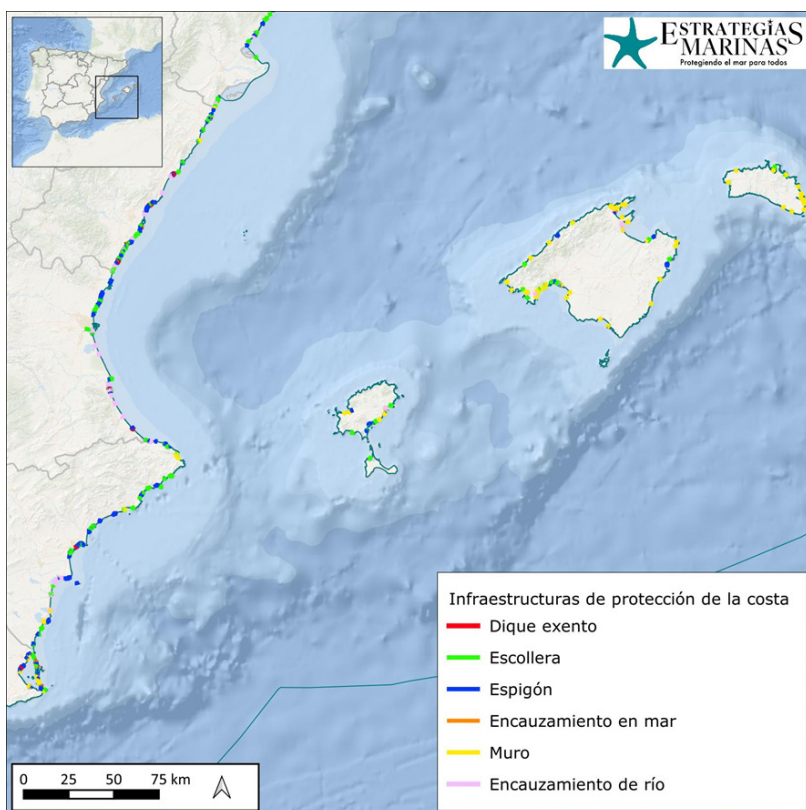 ESTRATEGIAS
MARINAS
Protegiendo el mar para todos
Infraestructuras de protección de la costa
Dique exento
Escollera
Espigón
Encauzamiento en mar
Muro
Encauzamiento de río
0 25 50 75 km